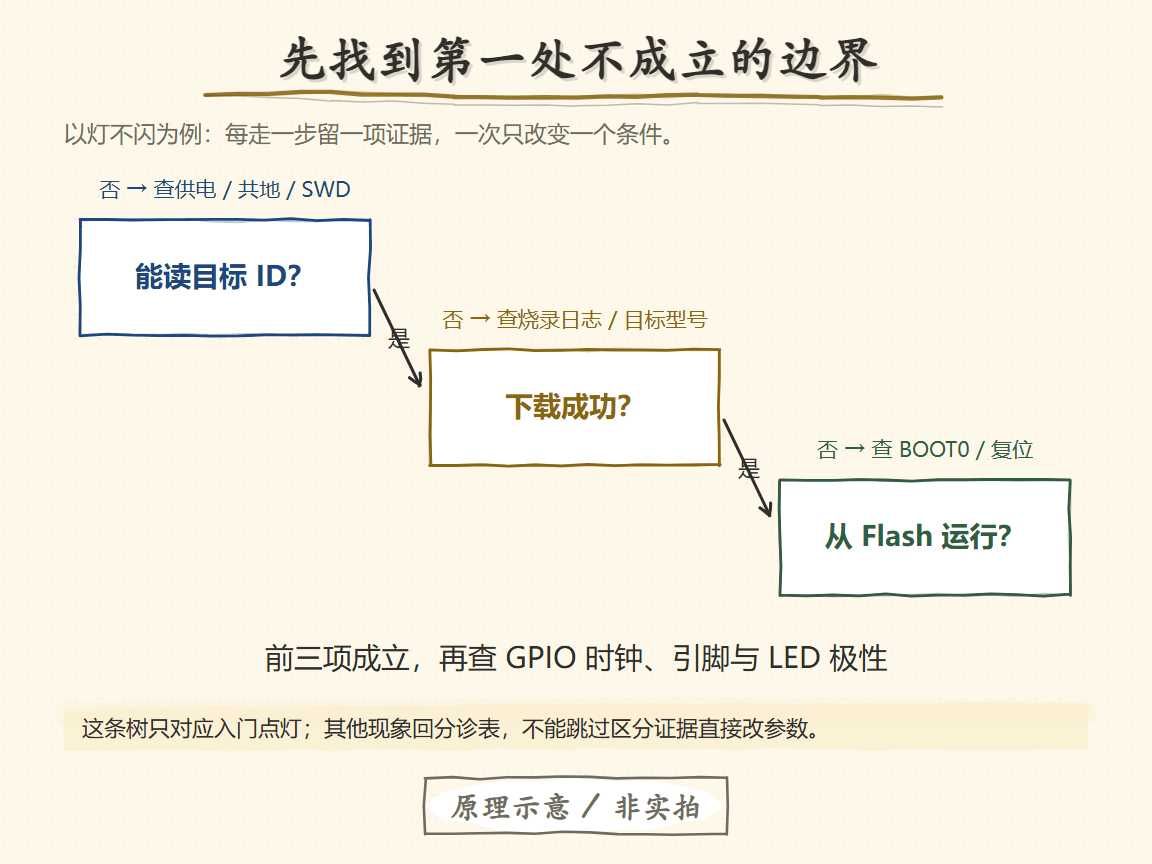 先找到第一处不成立的边界
以灯不闪为例：每走一步留一项证据，一次只改变一个条件。
否 → 查供电 / 共地 / SWD
能读目标 ID？
是
否 → 查烧录日志 / 目标型号
下载成功？
是
否 → 查 BOOT0 / 复位
从 Flash 运行？
前三项成立，再查 GPIO 时钟、引脚与 LED 极性
这条树只对应入门点灯；其他现象回分诊表，不能跳过区分证据直接改参数。
原理示意 / 非实拍